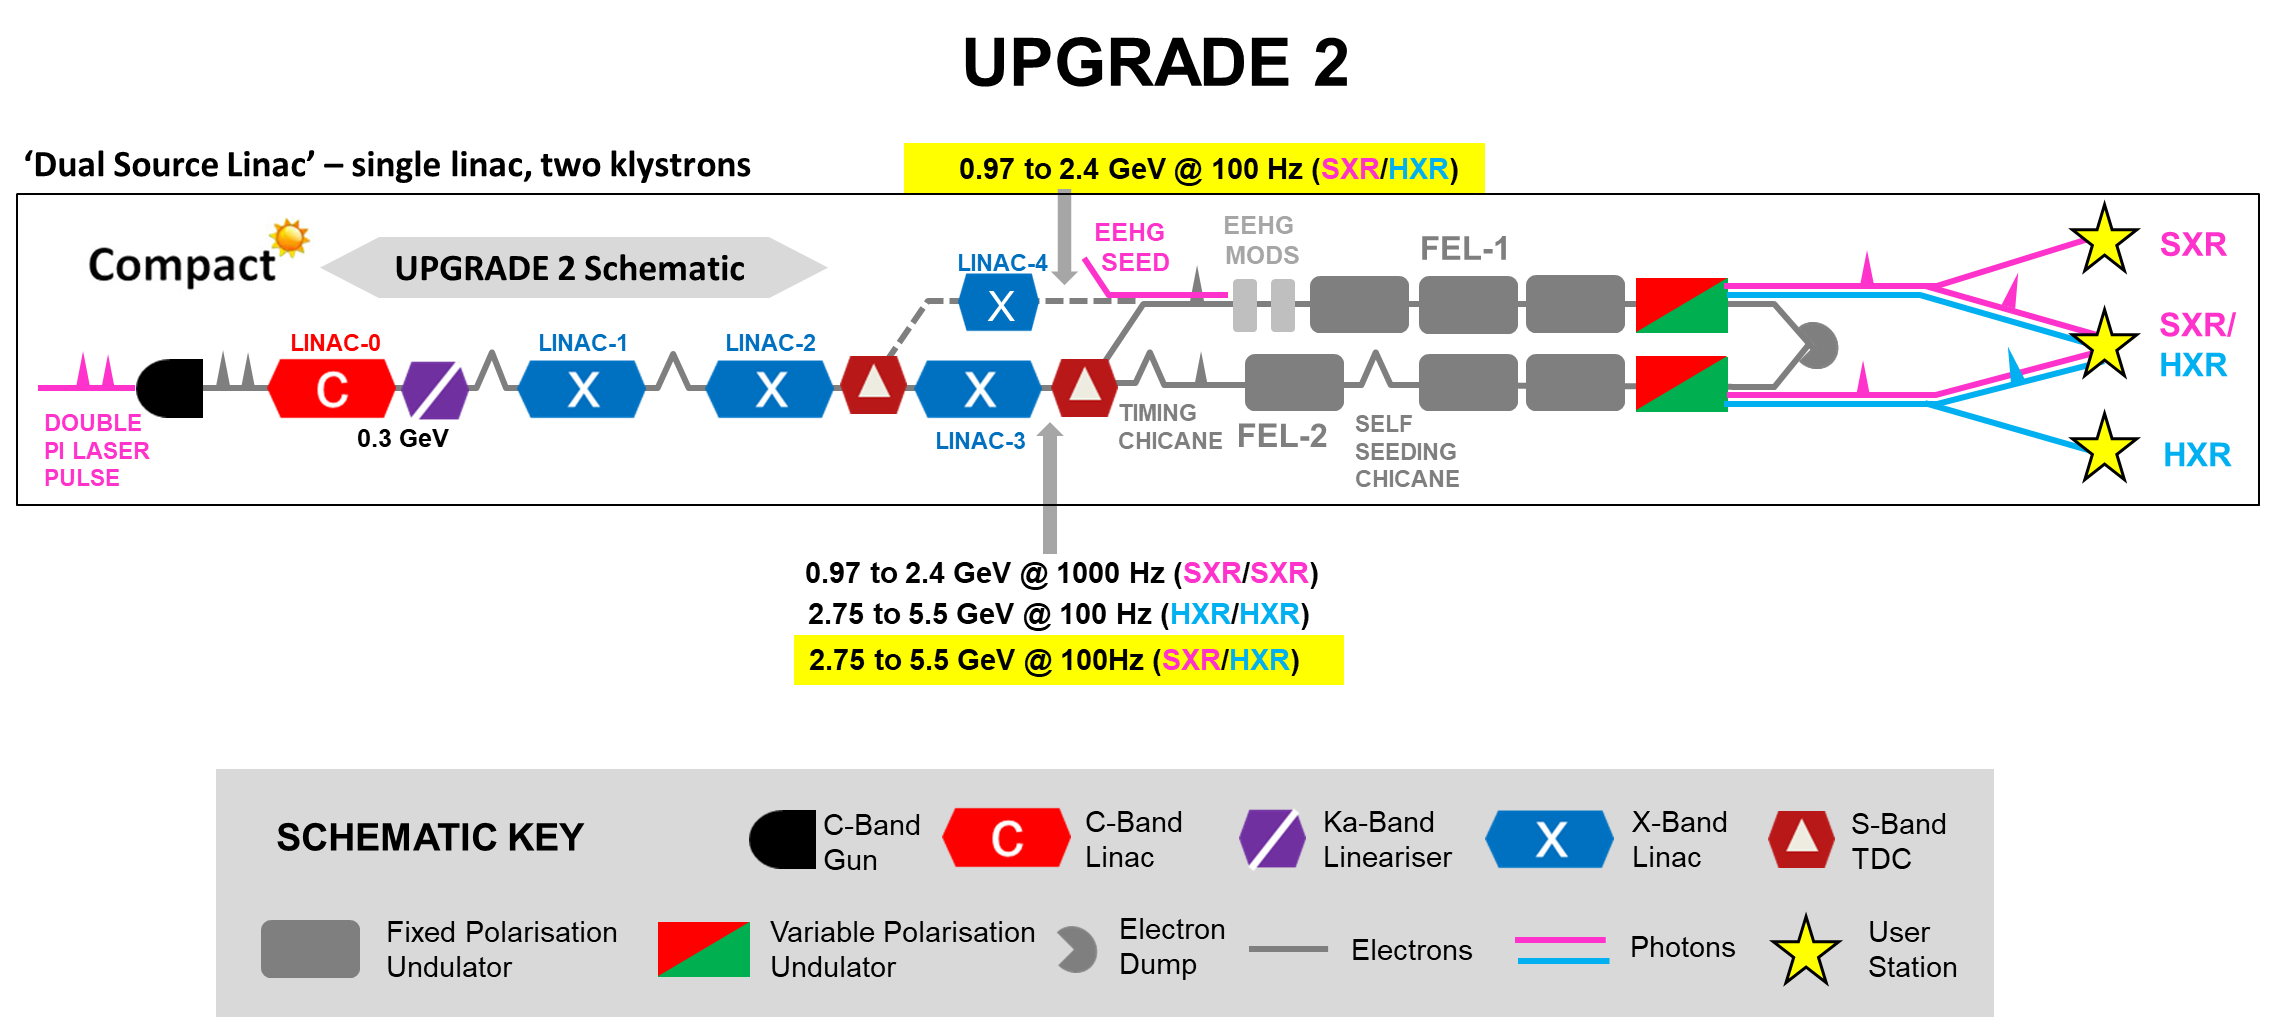 UPGRADE 2
‘Dual Source Linac’ – single linac, two klystrons
0.97 to 2.4 GeV @ 100 Hz (SXR/HXR)
Compact
UPGRADE 2 Schematic
LINAC-4
X
EEHG
SEED
EEHG
MODS
FEL-1
SXR
SXR/
HXR
HXR
LINAC-0
C
0.3 GeV
LINAC-1
X
LINAC-2
X
X
LINAC-3
DOUBLE
PI LASER
PULSE
TIMING
CHICANE
FEL-2
SELF
SEEDING
CHICANE
0.97 to 2.4 GeV @ 1000 Hz (SXR/SXR)
2.75 to 5.5 GeV @ 100 Hz (HXR/HXR)
2.75 to 5.5 GeV @ 100Hz (SXR/HXR)
SCHEMATIC KEY
C-Band
Gun
C
C-Band
Linac
Ka-Band
Lineariser
X
X-Band
Linac
S-Band
TDC
Fixed Polarisation
Undulator
Variable Polarisation
Undulator
Electron
Dump
Electrons
Photons
User
Station